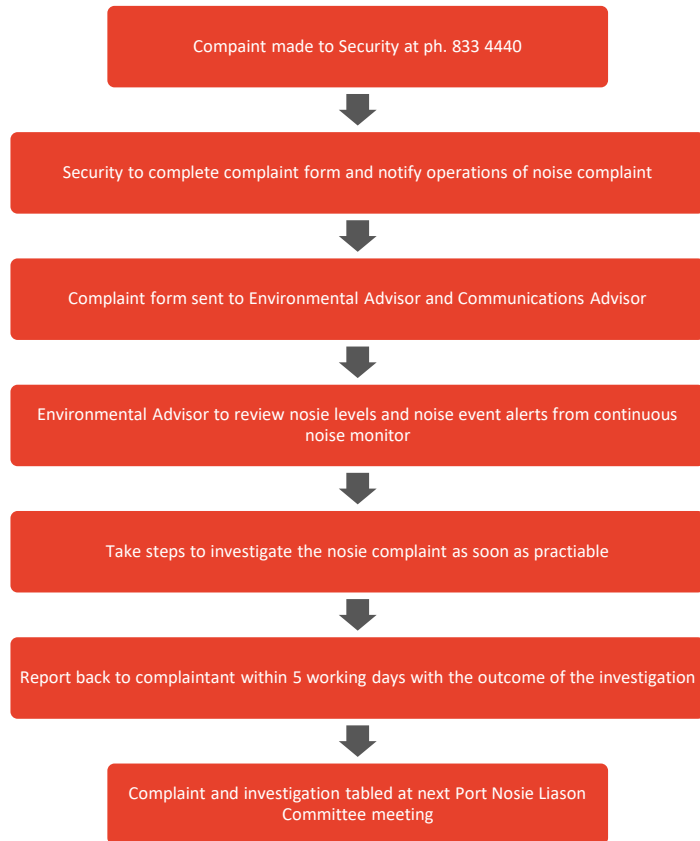 Compaint made to Security at ph. 833 4440
Security to complete complaint form and notify operations of noise complaint
Complaint form sent to Environmental Advisor and Communications Advisor
Environmental Advisor to review nosie levels and noise event alerts from continuous
noise monitor
Take steps to investigate the nosie complaint as soon as practiable
Report back to complaintant within 5 working days with the outcome of the investigation
Complaint and investigation tabled at next Port Nosie Liason
Committee meeting